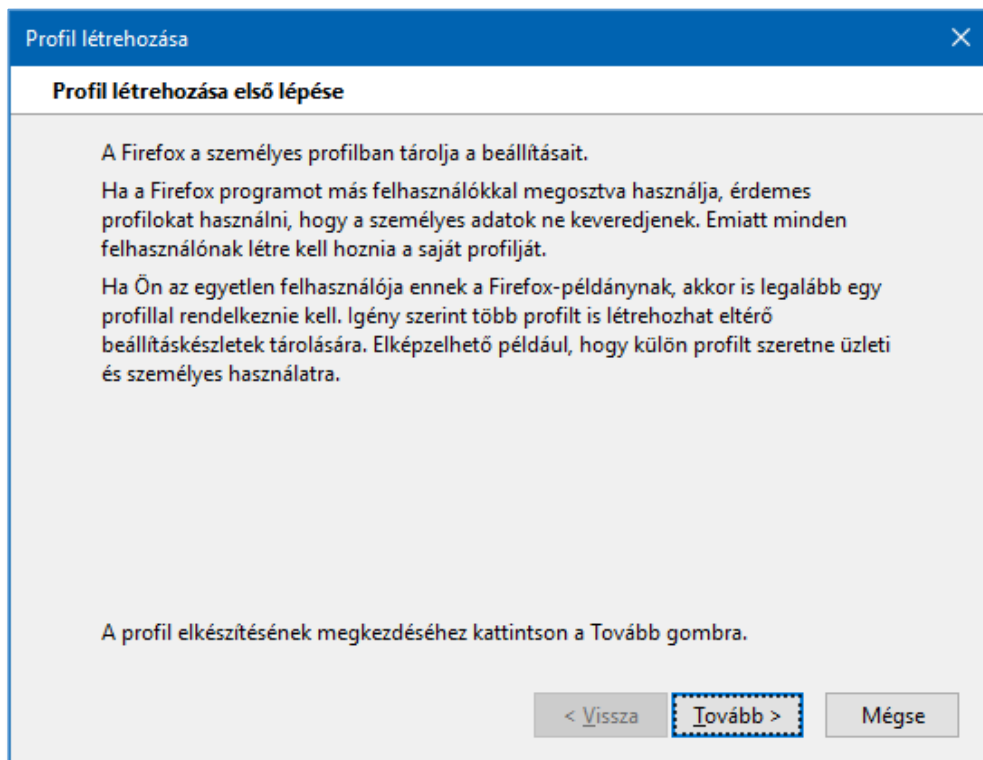 Profil létrehozása
Profil létrehozása első lépése
A Firefox a személyes profilban tárolja a beállításait.
Ha a Firefox programot más felhasználókkal megosztva használja, érdemes
profilokat használni, hogy a személyes adatok ne keveredjenek. Emiatt minden
felhasználónak létre kell hoznia a saját profilját.
Ha Ön az egyetlen felhasználója ennek a Firefox-példánynak, akkor is legalább egy
profillal rendelkeznie kell. Igény szerint több profilt is létrehozhat eltérő
beállításkészletek tárolására. Elképzelhető például, hogy külön profilt szeretne üzleti
és személyes használatra.
A profil elkészítésének megkezdéséhez kattintson a Tovább gombra.
< Vissza Tovább > Mégse